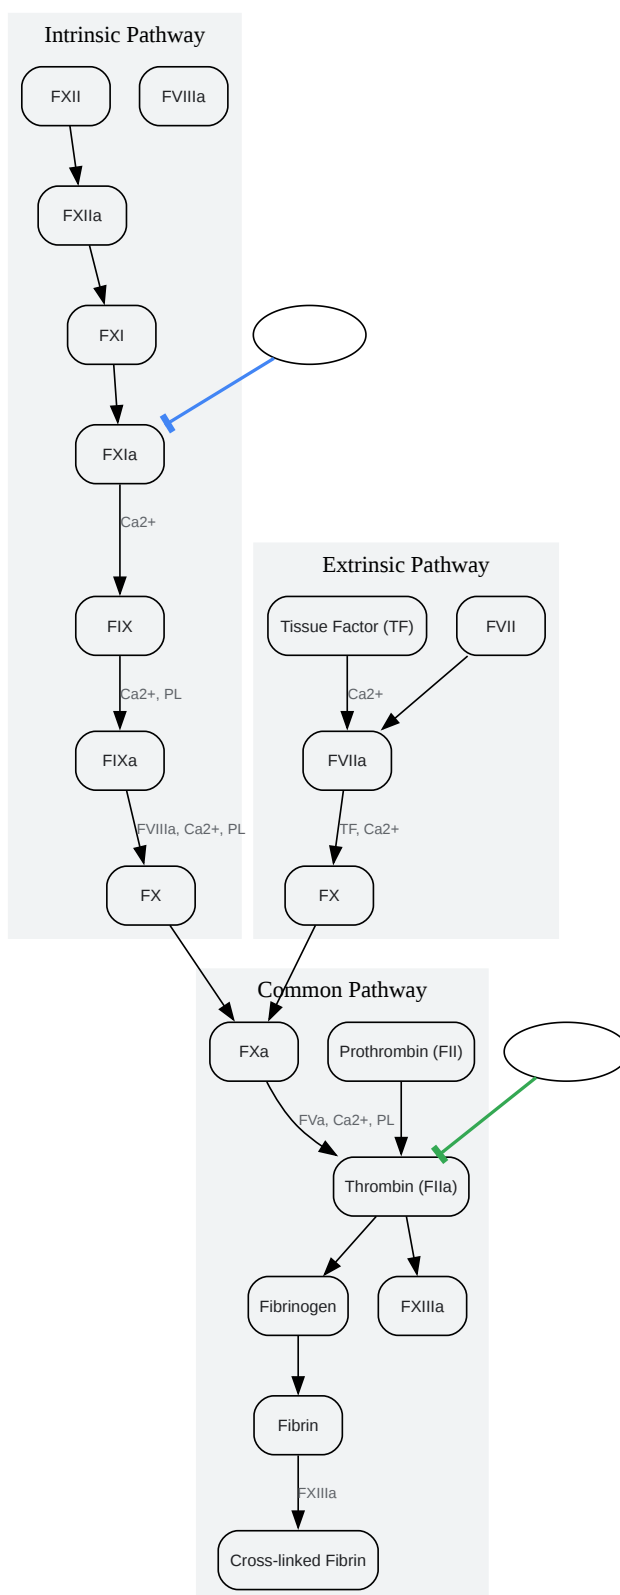 Intrinsic Pathway
FXII
FVIIIa
FXIIa
FXI
FXIa
Ca2+
Extrinsic Pathway
FIX
Tissue Factor (TF)
FVII
Ca2+, PL
Ca2+
FIXa
FVIIa
FVIIIa, Ca2+, PL
TF, Ca2+
FX
FX
Common Pathway
FXa
Prothrombin (FII)
FVa, Ca2+, PL
Thrombin (FIIa)
Fibrinogen
FXIIIa
Fibrin
FXIIIa
Cross-linked Fibrin